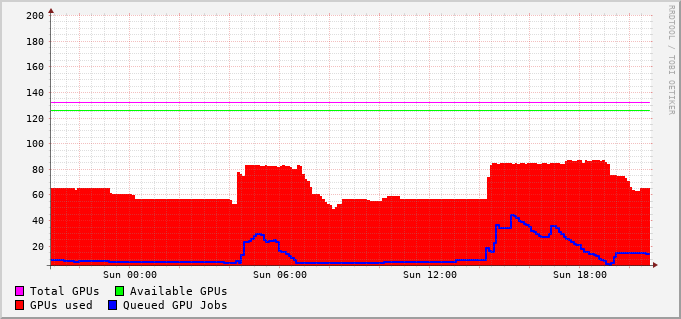 RRDTOOL / TOBI OETIKER
200
180
160
140
120
100
80
60
40
20
Sun 00:00 Sun 06:00 Sun 12:00 Sun 18:00
Total GPUs Available GPUs
GPUs used Queued GPU Jobs